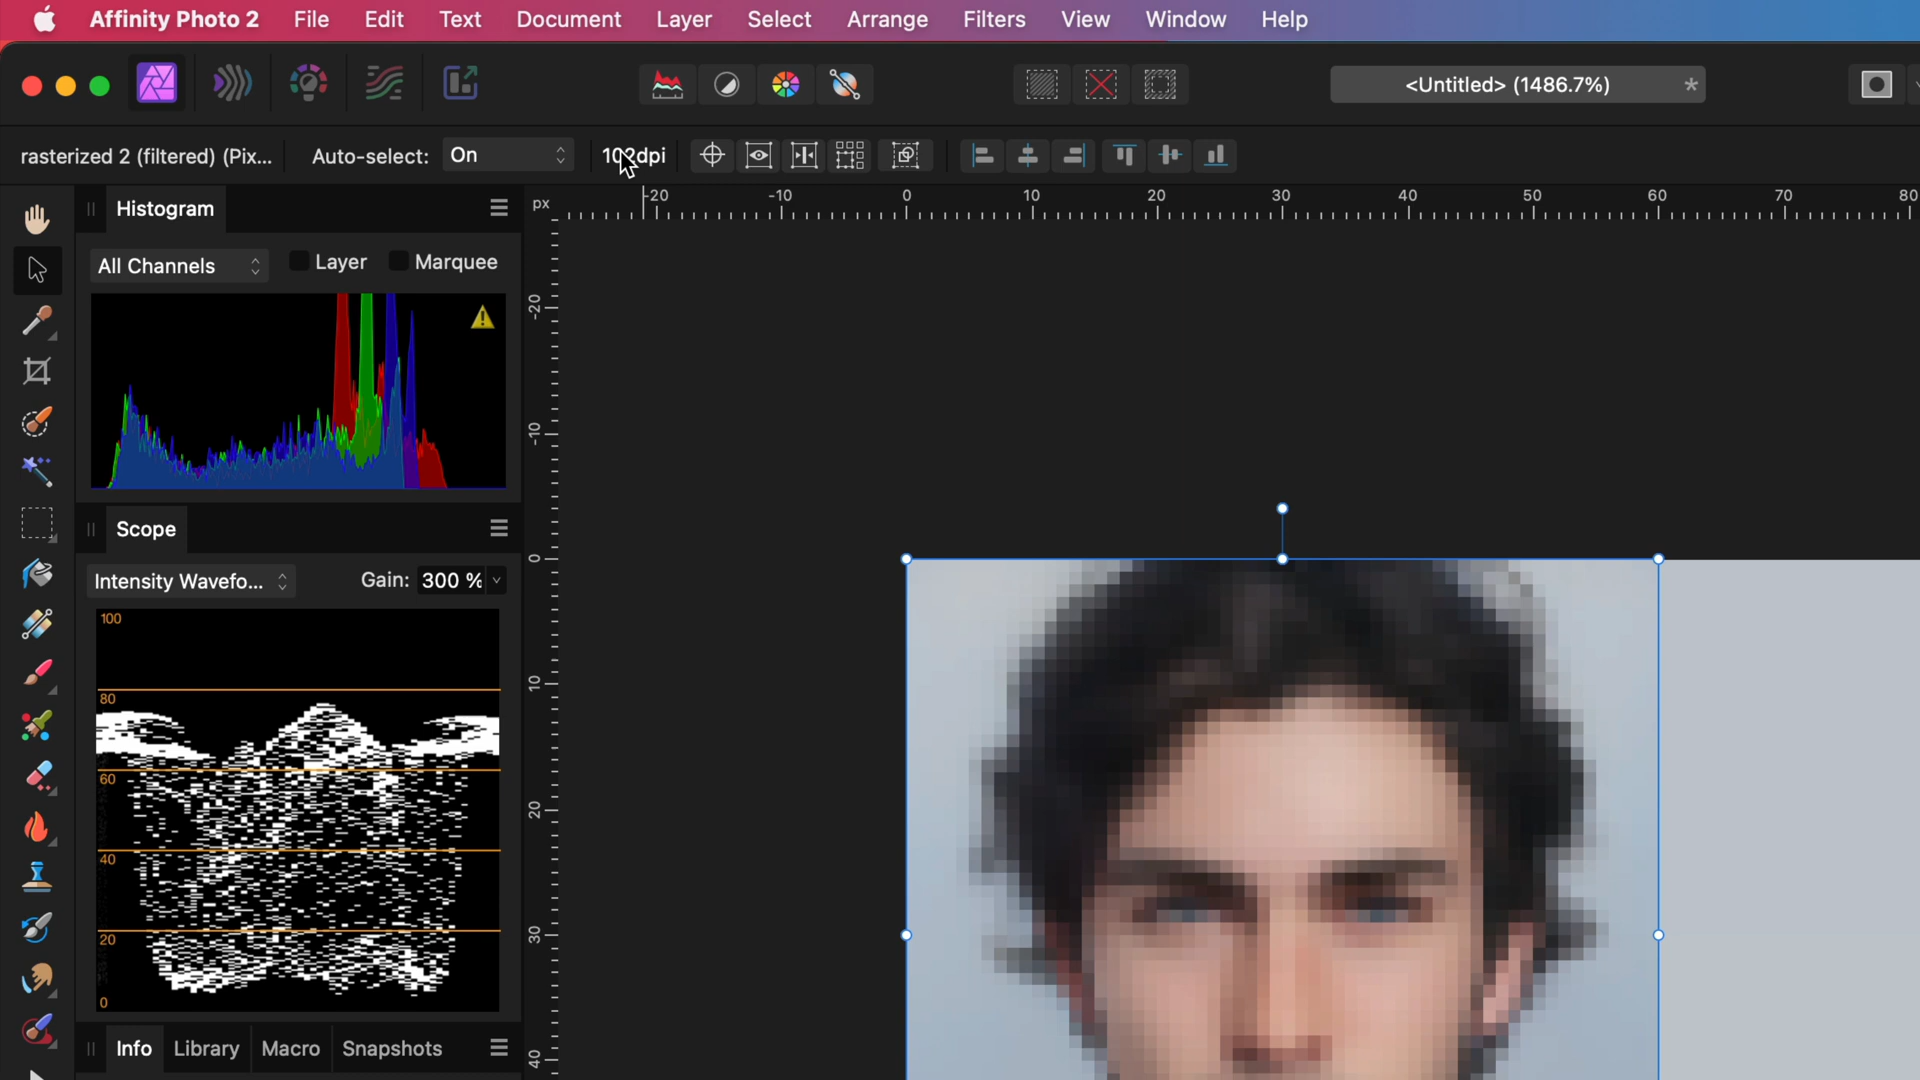 Affinity Photo 2 File Edit Text Document Layer Select Arrange Filters View Window Help
<Untitled> (1486.7%) *
rasterized 2 (filtered) (Pix... Auto-select: On dpi
px -20 -10 0 10 20 30 40 50 60 70 80
Histogram
All Channels Layer Marquee
-20
-10
Scope
0
Intensity Wavefo... Gain: 300 %
100
10
80
60
20
40
30
20
0
Info Library Macro Snapshots
40